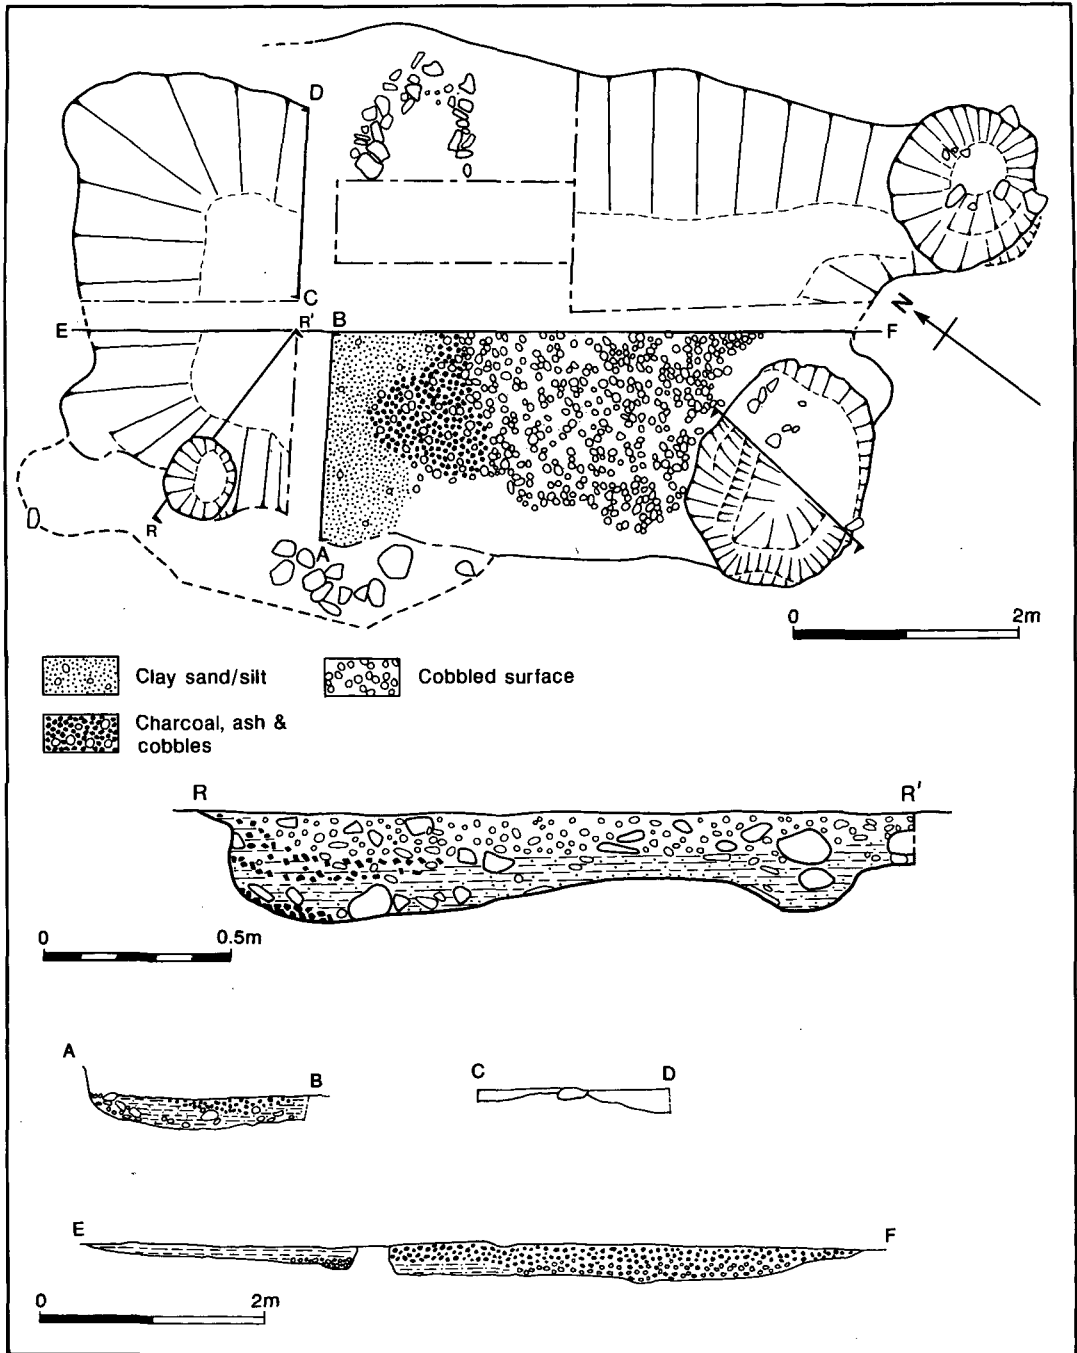 D
C
E
R'
B
F
N
R
A
0 2m
Clay sand/silt
Cobbled surface
Charcoal, ash &
cobbles
R R'
0 0.5m
A
B
C D
E F
0 2m